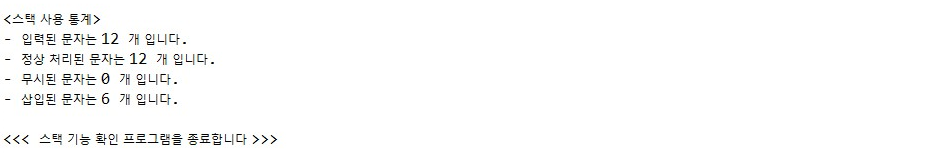 <스택 사용 통계>
- 입력된 문자는 12 개 입니다.
- 정상 처리된 문자는 12 개 입니다.
- 무시된 문자는 0 개 입니다.
- 삽입된 문자는 6 개 입니다.
<<< 스택 기능 확인 프로그램을 종료합니다 >>>